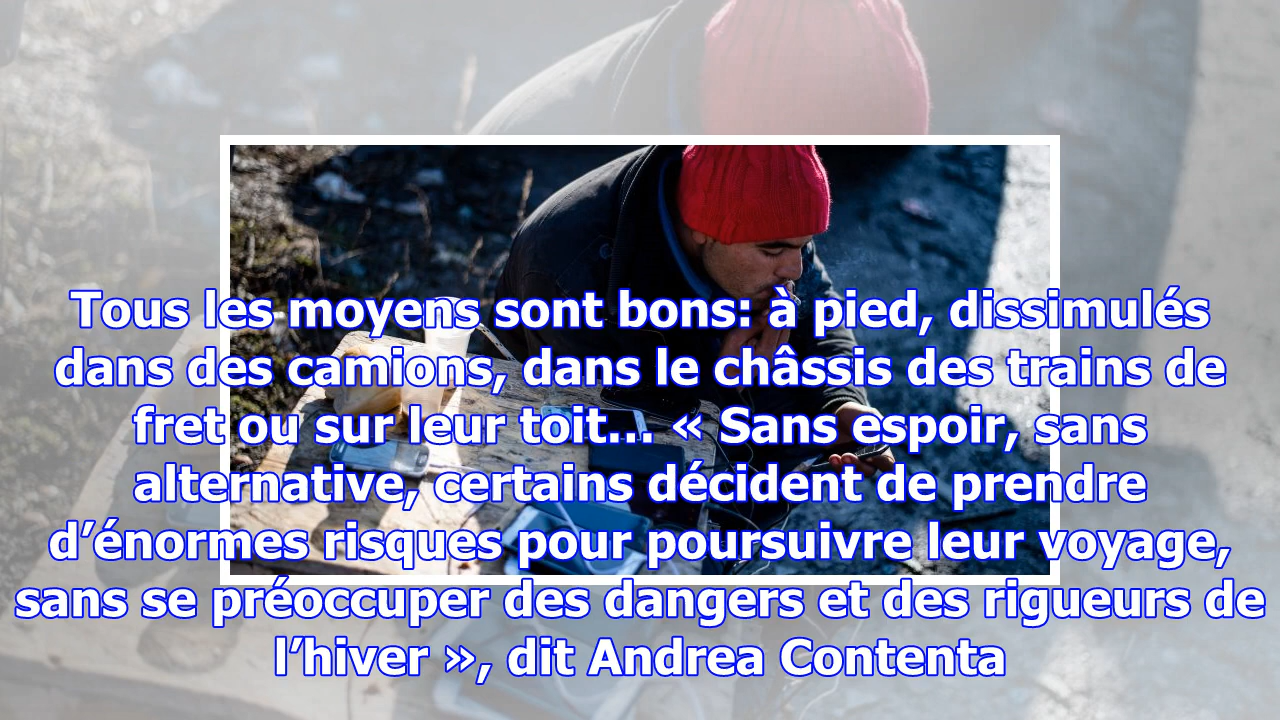 Tous les moyens sont bons: à pied, dissimulés
dans des camions, dans le châssis des trains de
fret ou sur leur toit... « Sans espoir, sans
alternative, certains décident de prendre
d’énormes risques pour poursuivre leur voyage,
sans se préoccuper des dangers et des rigueurs de
l’hiver », dit Andrea Contenta